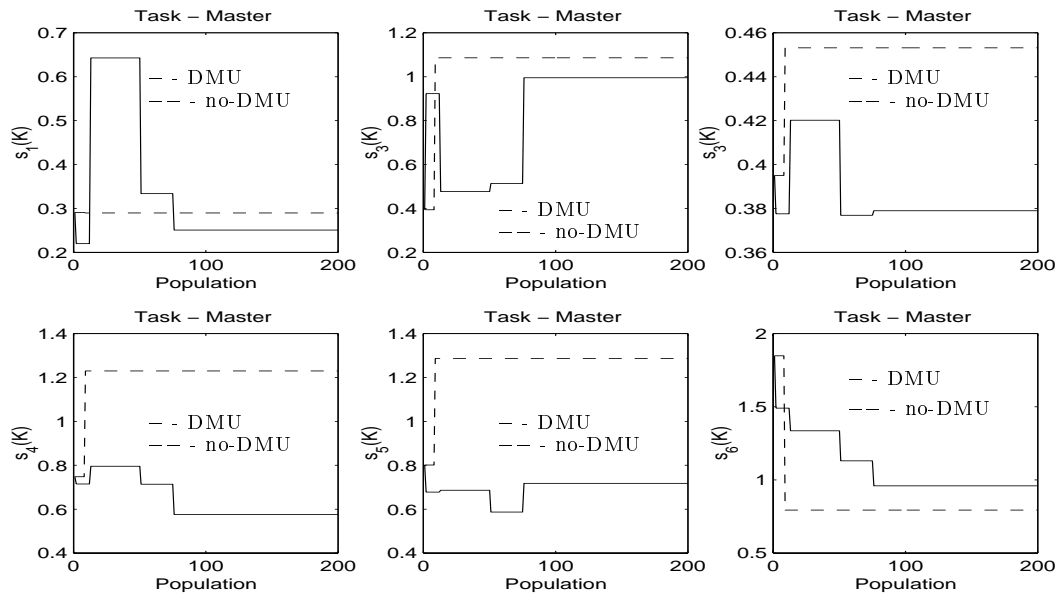 Task – Master
0.7
0.6
0.5
0.4
0.3
0.2
s1(K)
– - DMU
– – - no-DMU
0 100 200
Population
Task – Master
1.2
1
0.8
0.6
0.4
0.2
s3(K)
– - DMU
– – - no-DMU
0 100 200
Population
Task – Master
0.46
0.44
0.42
0.4
0.38
0.36
s3(K)
– - DMU
– – - no-DMU
0 100 200
Population
Task – Master
1.4
1.2
1
0.8
0.6
0.4
s4(K)
– - DMU
– – - no-DMU
0 100 200
Population
Task – Master
1.4
1.2
1
0.8
0.6
0.4
s5(K)
– - DMU
– – - no-DMU
0 100 200
Population
Task – Master
2
1.5
1
0.5
s6(K)
– - DMU
– – - no-DMU
0 100 200
Population